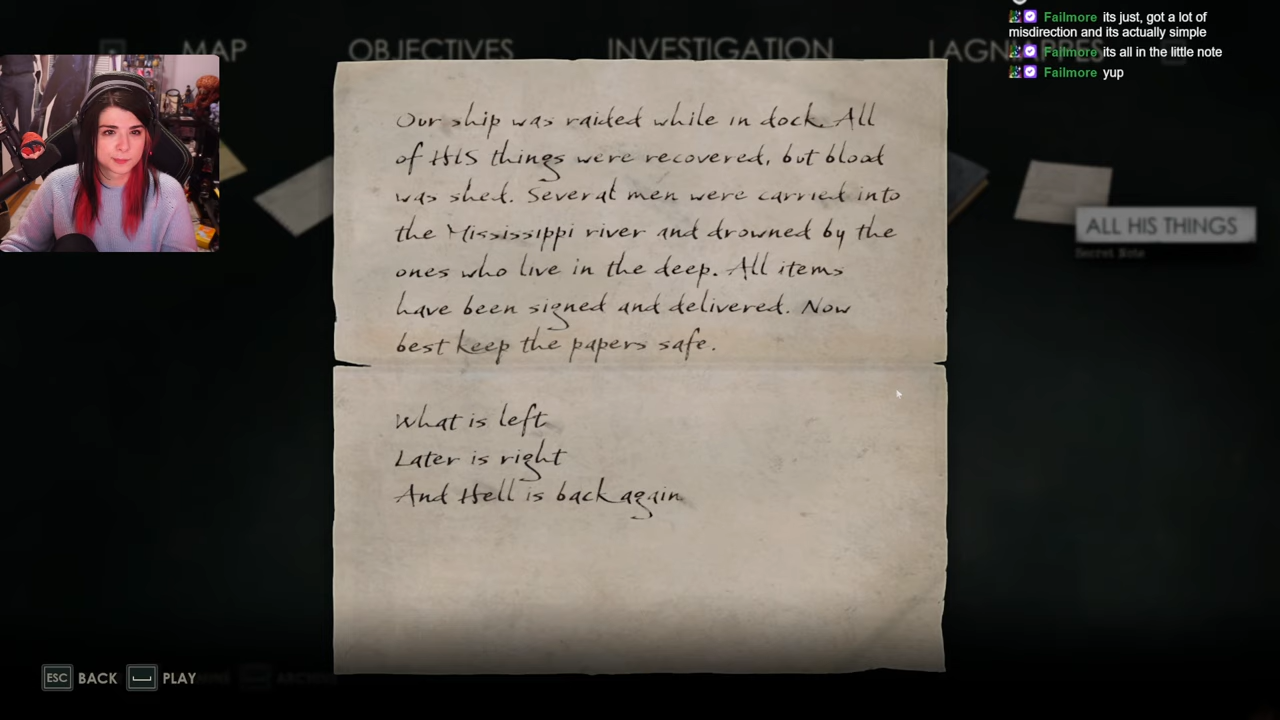 Failmore its just, got a lot of
misdirection and its actually simple
Failmore its all in the little note
Failmore yup
MAP OBJECTIVES INVESTIGATION LAGNIAPPES
Our ship was raided while in dock. All
of HIS things were recovered, but blood
was shed. Several men were carried into
the Mississippi river and drowned by the
ones who live in the deep. All items
have been signed and delivered. Now
best keep the papers safe.
What is left
Later is right
And Hell is back again
ALL HIS THINGS
Secret Note
ESC BACK PLAY